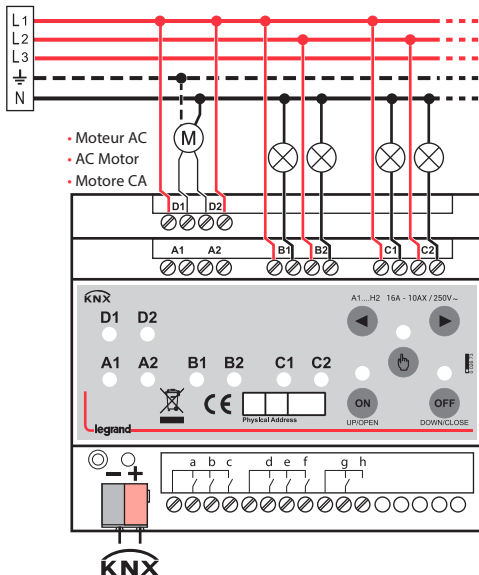 L1
L2
L3
N
M
• Moteur AC
• AC Motor
• Motore CA
D1 D2
A1 A2 B1 B2 C1 C2
KNX
A1....H2 16A - 10AX / 250V~
D1 D2
A1 A2 B1 B2 C1 C2
ON OFF
UP/OPEN DOWN/CLOSE
CE
Physical Address
legrand
a b c d e f g h
− +
KNX